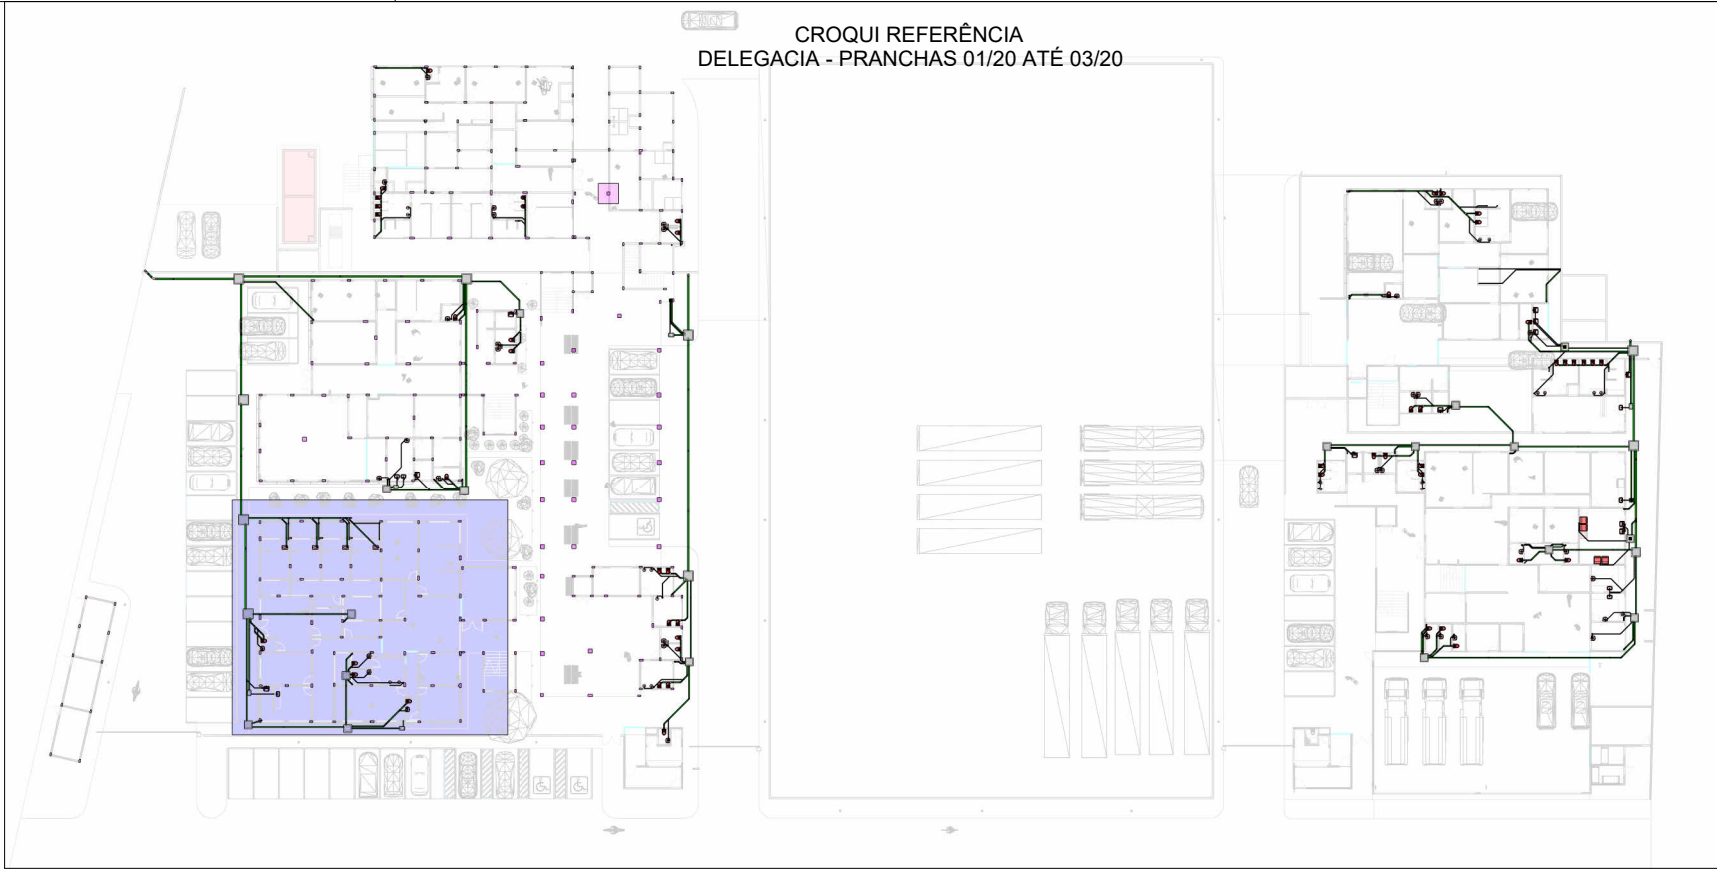 CROQUI REFERÊNCIA
DELEGACIA - PRANCHAS 01/20 ATÉ 03/20